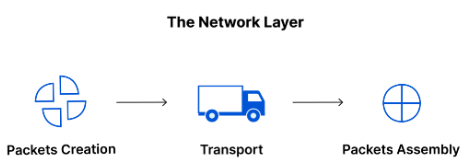 The Network Layer
Packets Creation
Transport
Packets Assembly